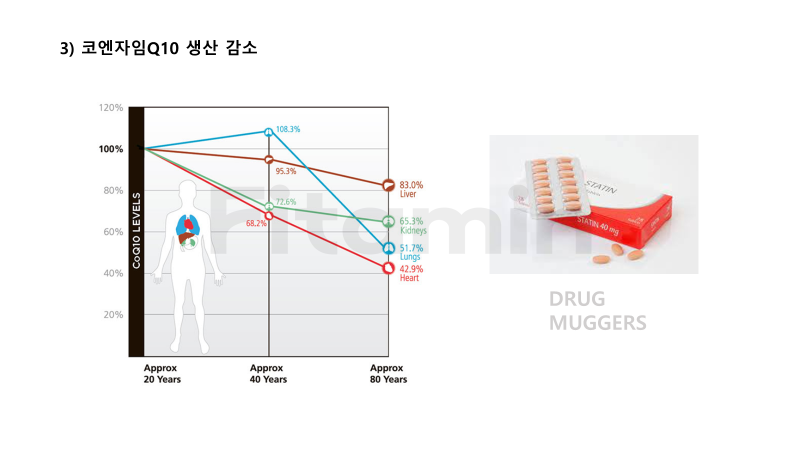 3) 코엔자임Q10 생산 감소
120%
100%
80%
60%
40%
20%
CoQ10 LEVELS
108.3%
95.3%
72.6%
68.2%
83.0%
Liver
65.3%
Kidneys
51.7%
Lungs
42.9%
Heart
Approx
20 Years
Approx
40 Years
Approx
80 Years
Fitamin
STATIN
STATIN 40 mg
DRUG
MUGGERS